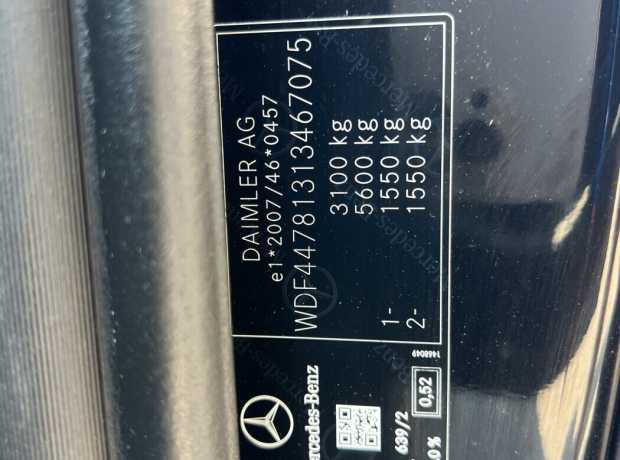 DAIMLER AG
e1*2007/46*0457
WDF44781313467075
3100 kg
5600 kg
1- 1550 kg
2- 1550 kg
1468049
Mercedes-Benz
639/2
0,52